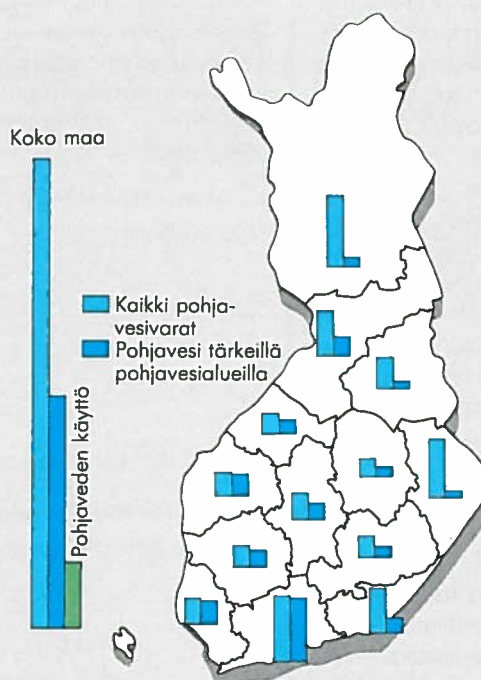 Koko maa
Kaikki pohja-
vesivarat
Pohjavesi tärkeillä
pohjavesialueilla
Pohjaveden käyttö